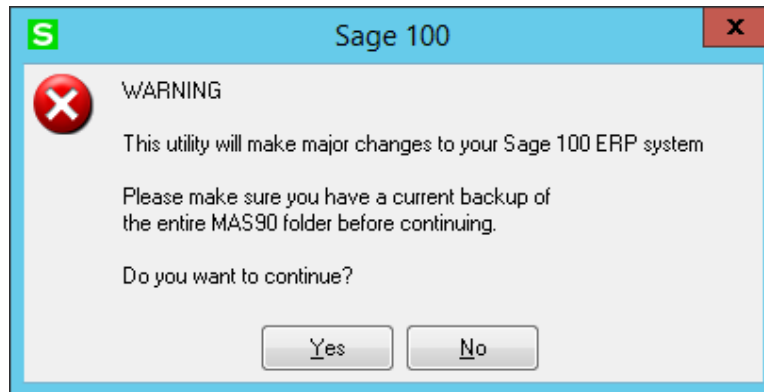 S
Sage 100
x
WARNING
This utility will make major changes to your Sage 100 ERP system
Please make sure you have a current backup of
the entire MAS90 folder before continuing.
Do you want to continue?
Yes
No